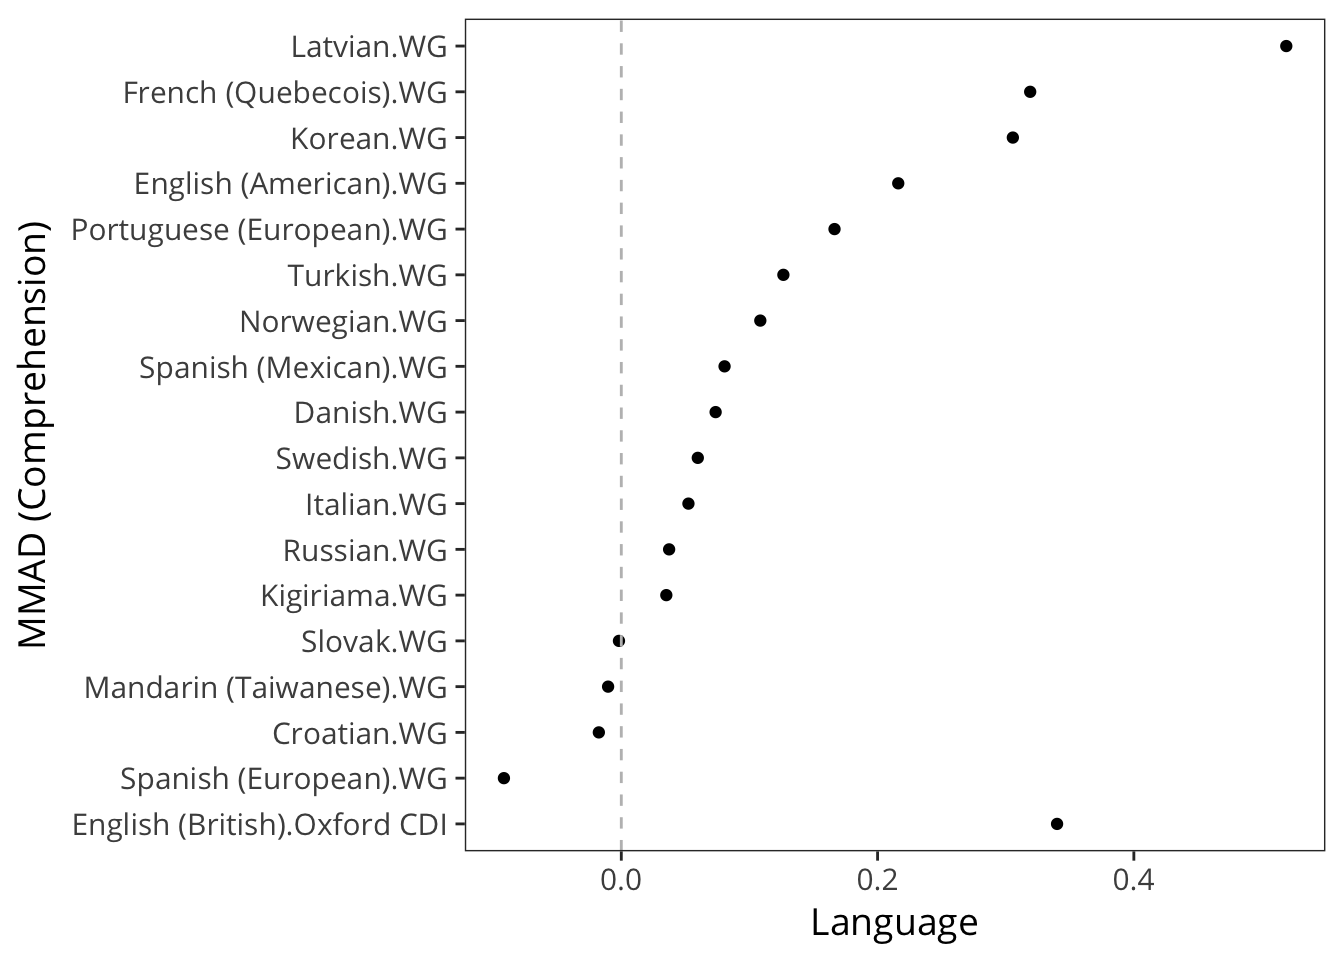 MMAD (Comprehension)
Latvian.WG
French (Quebecois).WG
Korean.WG
English (American).WG
Portuguese (European).WG
Turkish.WG
Norwegian.WG
Spanish (Mexican).WG
Danish.WG
Swedish.WG
Italian.WG
Russian.WG
Kigiriama.WG
Slovak.WG
Mandarin (Taiwanese).WG
Croatian.WG
Spanish (European).WG
English (British).Oxford CDI
0.0 0.2 0.4
Language